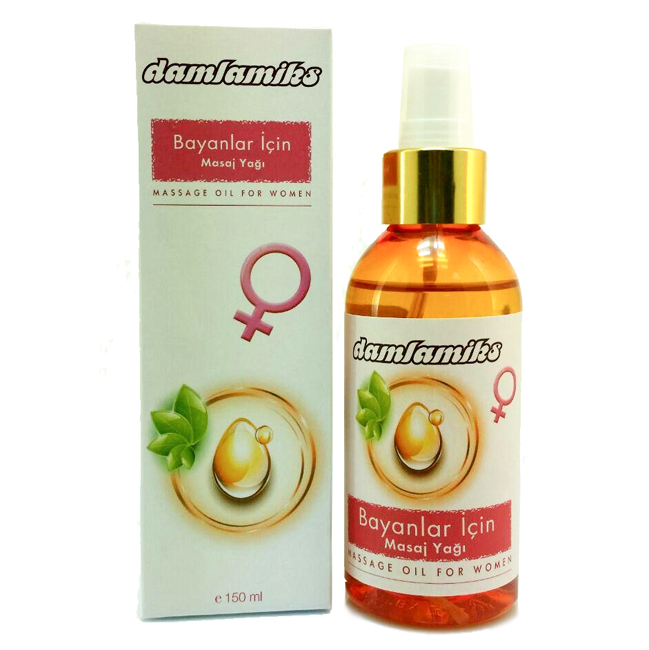 damlamiks
Bayanlar İçin
Masaj Yağı
MASSAGE OIL FOR WOMEN
e 150 ml
damlamiks
Bayanlar İçin
Masaj Yağı
MASSAGE OIL FOR WOMEN